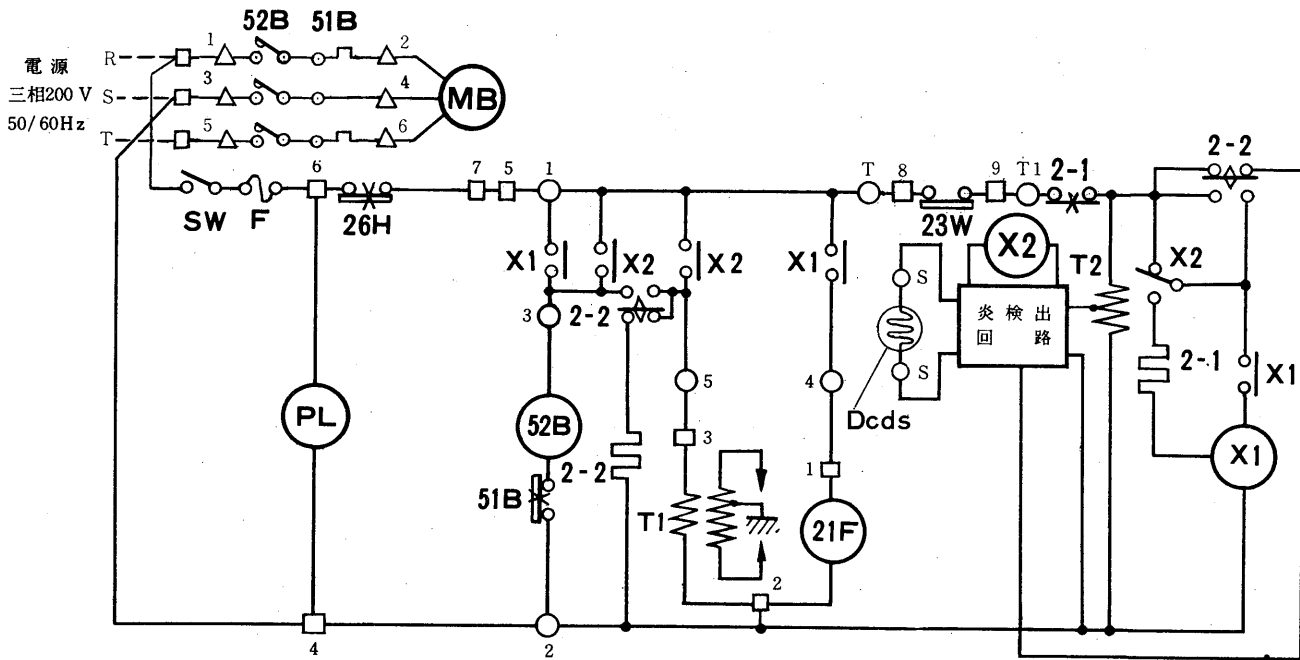 52B 51B
R 1 2
電源
三相200V S 3 4 MB
50/60Hz
T 5 6
6 7 5 1 T 8 9 T1 2-1 2-2
SW F 26H 23W
X1 X2 X2 X1 X2 T2 X2
S
炎検出
回路
3 2-2
2-1 X1
S
5 4
PL Dcds
52B 3
2-2 1 X1
51B
T1 21F
2
4 2